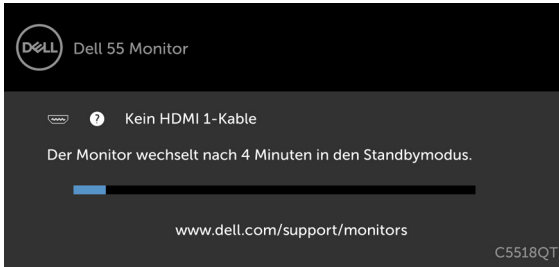 DELL
Dell 55 Monitor
? Kein HDMI 1-Kable
Der Monitor wechselt nach 4 Minuten in den Standbymodus.
www.dell.com/support/monitors
C5518QT